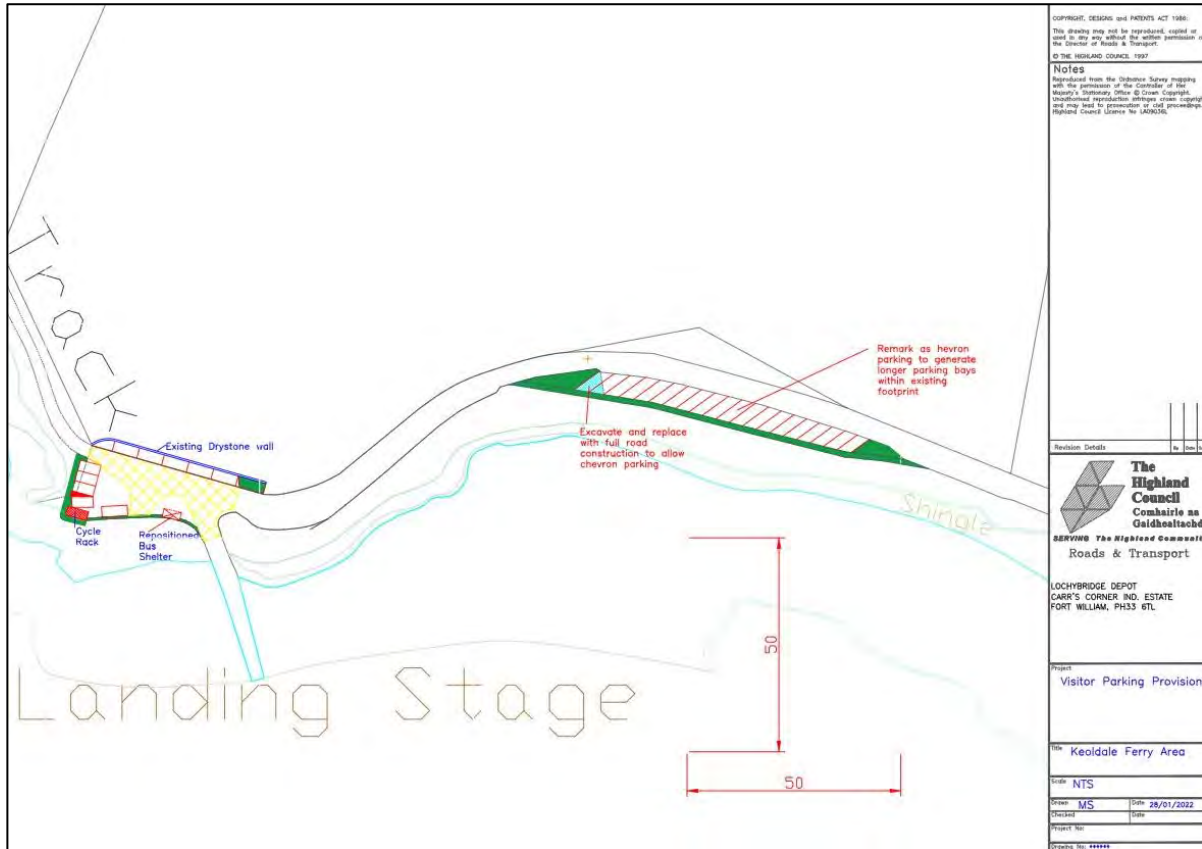 Track
Existing Drystone wall
Cycle
Rack
Repositioned
Bus
Shelter
Excavate and replace
with full road
construction to allow
chevron parking
Remark as hevron
parking to generate
longer parking bays
within existing
footprint
Shingle
Landing Stage
50
50
COPYRIGHT, DESIGNS and PATENTS ACT 1988.
This drawing may not be reproduced, copied or
used in any way without the written permission o
the Director of Roads & Transport
© THE HIGHLAND COUNCIL 1997
Notes
Reproduced from the Ordnance Survey mapping
with the permission of the Controller of Her
Majesty's Stationary Office © Crown Copyright.
Unauthorised reproduction infringes crown copyright
and may lead to prosecution or civil proceedings.
Highland Council Licence No
Revision Details
By
Date
The
Highland
Council
Comhairle na
Gaidhealtachd
SERVING The Highland Communit
Roads & Transport
LOCHYBRIDGE DEPOT
CARR'S CORNER IND. ESTATE
FORT WILLIAM, PH33 6TL
Project
Visitor Parking Provision
Title Keoldale Ferry Area
Scale NTS
Drawn MS Date 28/01/2022
Checked Date
Project No:
Drawing No: ******